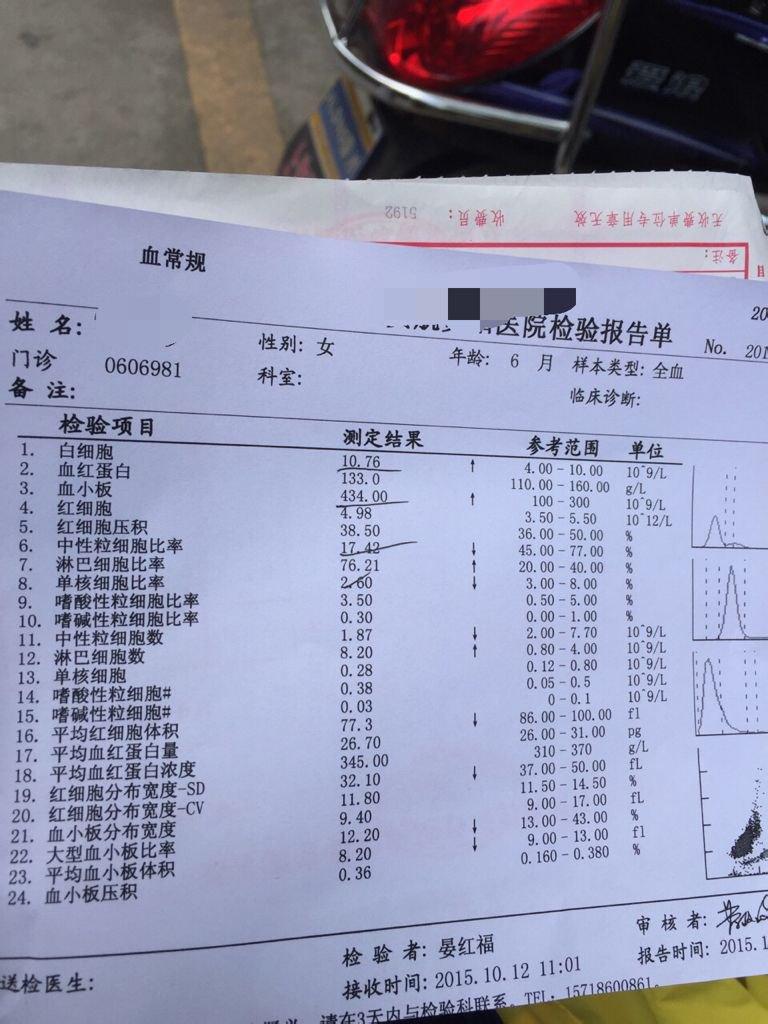 爱途
无收费单位专用章无效 收费员： 5192
备注：
血常规
医院检验报告单
姓 名： 性别：女 年龄： 6 月 样本类型：全血 No. 201
门诊 0606981 科室： 临床诊断：
备 注：
检验项目 测定结果 参考范围 单位
1. 白细胞 10.76 ↑ 4.00－10.00 10^9/L
2. 血红蛋白 133.0 110.00－160.00 g/L
3. 血小板 434.00 ↑ 100－300 10^9/L
4. 红细胞 4.98 3.50－5.50 10^12/L
5. 红细胞压积 38.50 36.00－50.00 %
6. 中性粒细胞比率 17.42 ↓ 45.00－77.00 %
7. 淋巴细胞比率 76.21 ↑ 20.00－40.00 %
8. 单核细胞比率 2.60 ↓ 3.00－8.00 %
9. 嗜酸性粒细胞比率 3.50 0.50－5.00 %
10. 嗜碱性粒细胞比率 0.30 0.00－1.00 %
11. 中性粒细胞数 1.87 ↓ 2.00－7.70 10^9/L
12. 淋巴细胞数 8.20 ↑ 0.80－4.00 10^9/L
13. 单核细胞 0.28 0.12－0.80 10^9/L
14. 嗜酸性粒细胞# 0.38 0.05－0.5 10^9/L
15. 嗜碱性粒细胞# 0.03 0－0.1 10^9/L
16. 平均红细胞体积 77.3 ↓ 86.00－100.00 fl
17. 平均血红蛋白量 26.70 26.00－31.00 pg
18. 平均血红蛋白浓度 345.00 310－370 g/L
19. 红细胞分布宽度-SD 32.10 ↓ 37.00－50.00 fL
20. 红细胞分布宽度-CV 11.80 11.50－14.50 %
21. 血小板分布宽度 9.40 9.00－17.00 fL
22. 大型血小板比率 12.20 ↓ 13.00－43.00 %
23. 平均血小板体积 8.20 ↓ 9.00－13.00 fl
24. 血小板压积 0.36 0.160－0.380 %
检 验 者：晏红福 审 核 者：
送检医生： 接收时间：2015.10.12 11:01 报告时间：2015.1
请在3天内与检验科联系。TEL：15718600861。